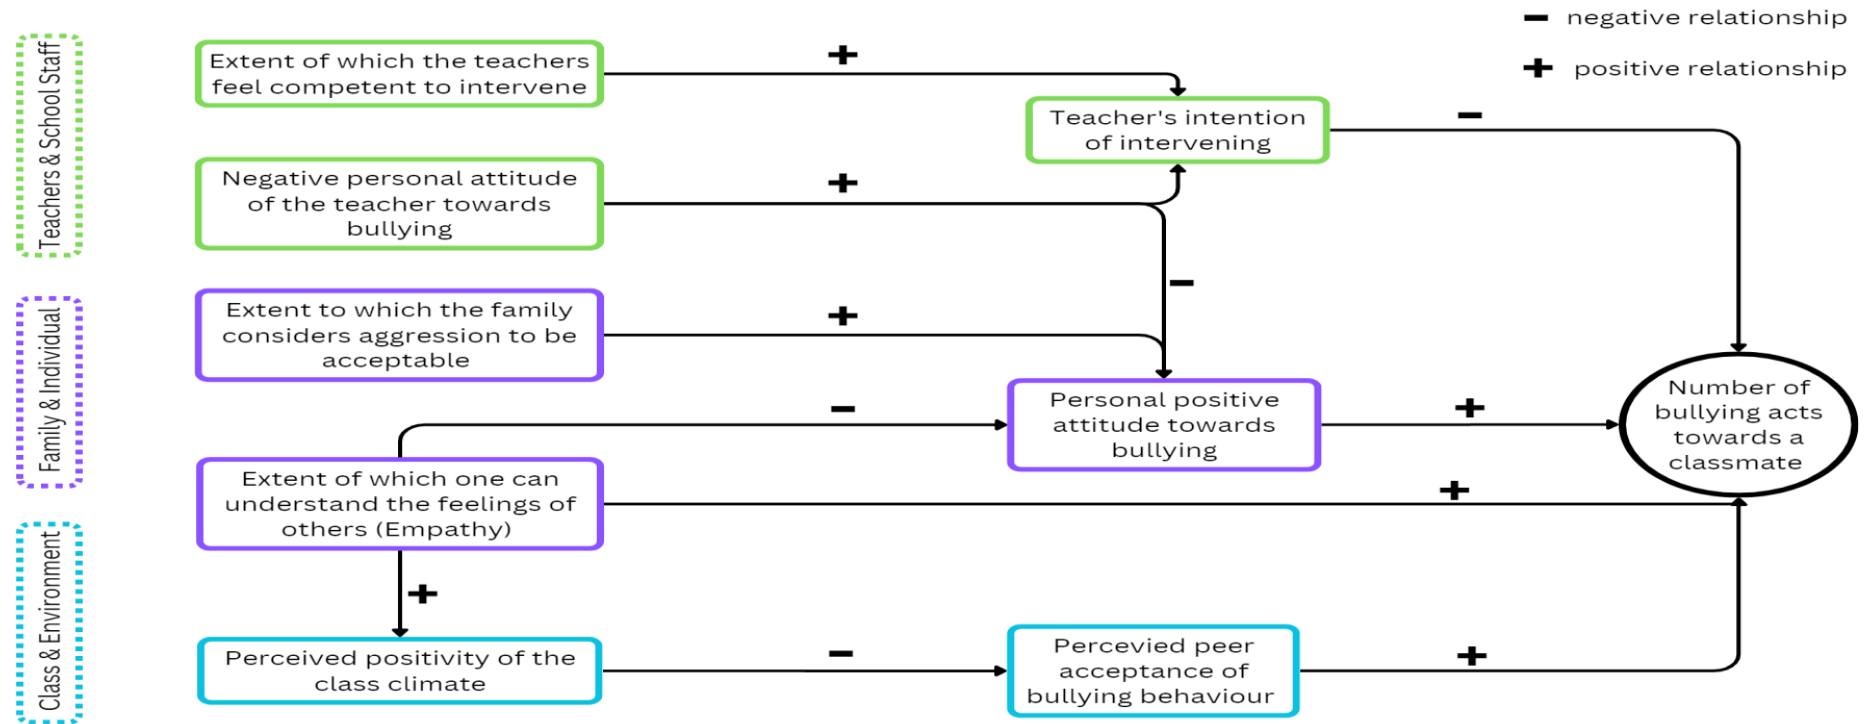 − negative relationship
+ positive relationship
Teachers & School Staff
Extent of which the teachers
feel competent to intervene
+
Teacher's intention
of intervening
−
Negative personal attitude
of the teacher towards
bullying
+
−
Family & Individual
Extent to which the family
considers aggression to be
acceptable
+
−
Personal positive
attitude towards
bullying
+
Number of
bullying acts
towards a
classmate
Extent of which one can
understand the feelings of
others (Empathy)
+
+
Class & Environment
Perceived positivity of the
class climate
−
Percevied peer
acceptance of
bullying behaviour
+